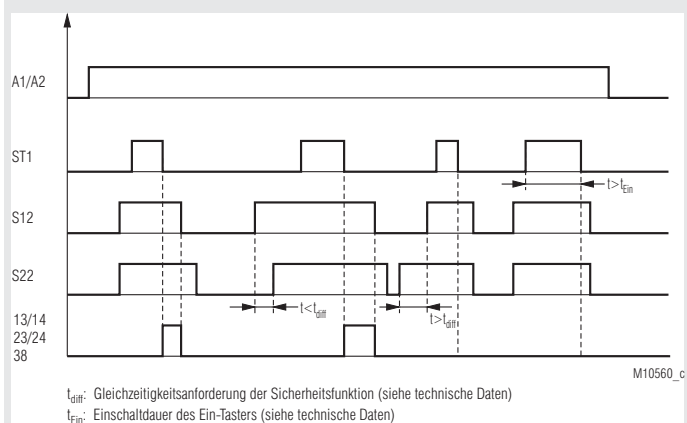 A1/A2
ST1
t>tEin
S12
S22
t<tdiff
t>tdiff
13/14
23/24
38
M10560_c
tdiff: Gleichzeitigkeitsanforderung der Sicherheitsfunktion (siehe technische Daten)
tEin: Einschaltdauer des Ein-Tasters (siehe technische Daten)